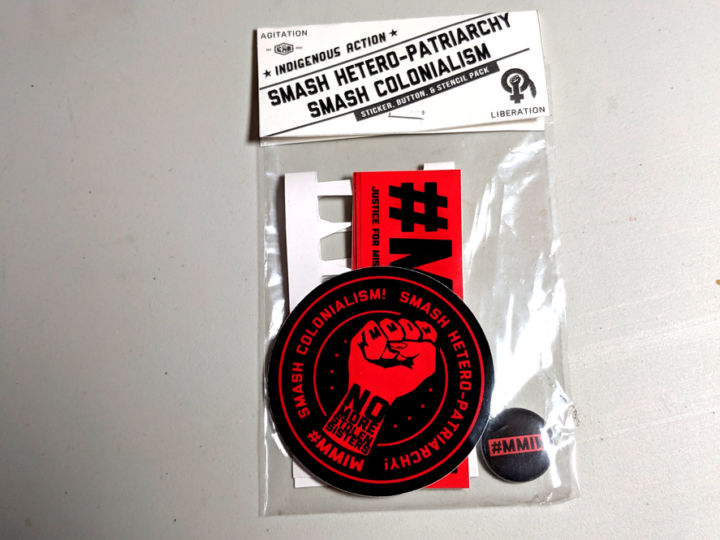 AGITATION
★ INDIGENOUS ACTION ★
SMASH HETERO-PATRIARCHY
SMASH COLONIALISM
STICKER, BUTTON, & STENCIL PACK
LIBERATION
#M
JUSTICE FOR MIS
#MMIW
SMASH COLONIALISM!
SMASH HETERO-PATRIARCHY!
NO
MORE
STOLEN
SISTERS
#MMIW